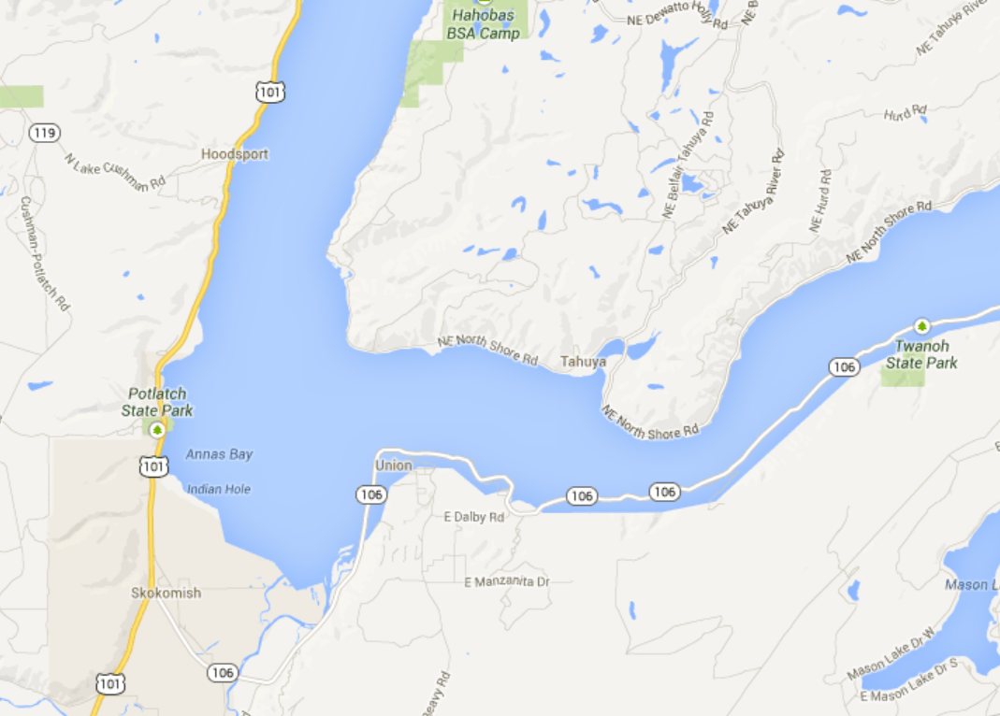 Hahobas
BSA Camp
NE Dewatto Holly Rd
NE B
NE Tahuya River
101
119
Hoodsport
N Lake Cushman Rd
Cushman-Potlatch Rd
NE Belfair Tahuya Rd
NE Tahuya River Rd
Hurd Rd
NE Hurd Rd
NE North Shore Rd
NE North Shore Rd
Tahuya
Twanoh
State Park
106
Potlatch
State Park
NE North Shore Rd
Annas Bay
101
Indian Hole
Union
106
106
106
E Dalby Rd
E Manzanita Dr
Skokomish
Mason L
Mason Lake Dr W
E Mason Lake Dr S
106
101
eavy Rd